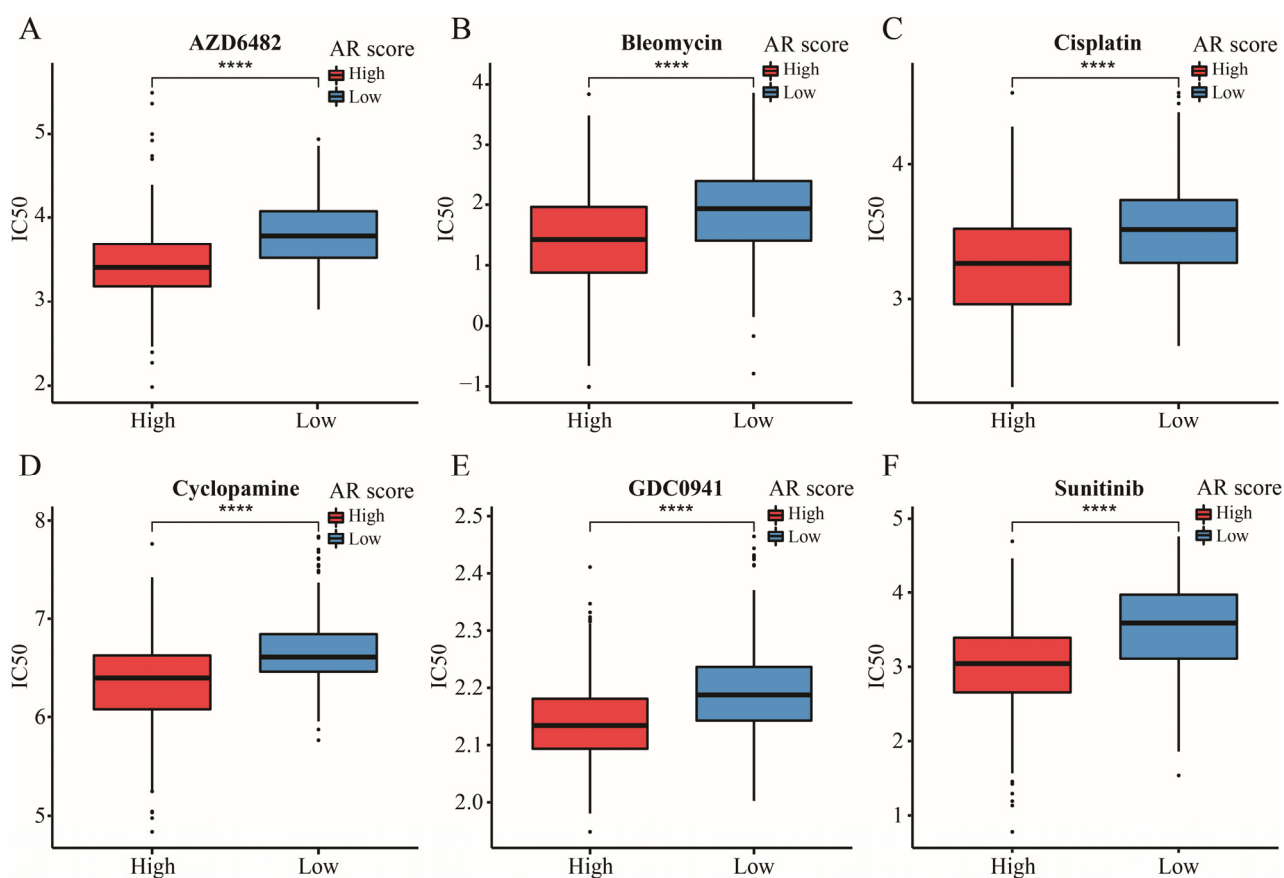 A
AZD6482
****
AR score
High
Low
IC50
5
4
3
2
High
Low
B
Bleomycin
****
AR score
High
Low
IC50
4
3
2
1
0
−1
High
Low
C
Cisplatin
****
AR score
High
Low
IC50
4
3
High
Low
D
Cyclopamine
****
AR score
High
Low
IC50
8
7
6
5
High
Low
E
GDC0941
****
AR score
High
Low
IC50
2.5
2.4
2.3
2.2
2.1
2.0
High
Low
F
Sunitinib
****
AR score
High
Low
IC50
5
4
3
2
1
High
Low